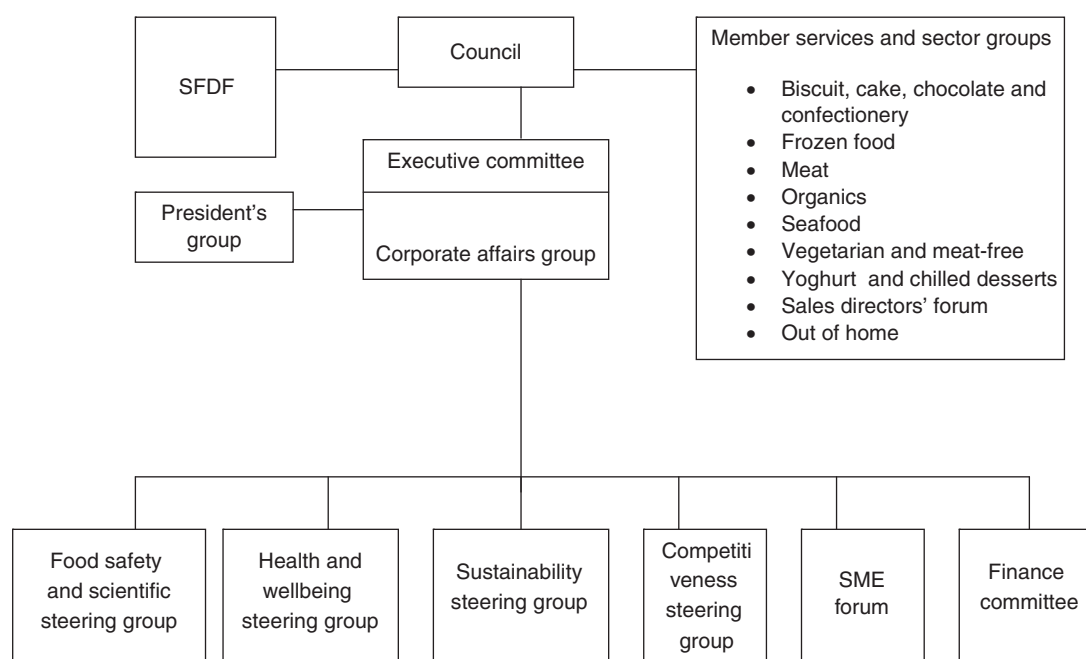 SFDF
Council
Member services and sector groups
• Biscuit, cake, chocolate and
confectionery
• Frozen food
• Meat
• Organics
• Seafood
• Vegetarian and meat-free
• Yoghurt and chilled desserts
• Sales directors’ forum
• Out of home
Executive committee
President’s
group
Corporate affairs group
Food safety
and scientific
steering group
Health and
wellbeing
steering group
Sustainability
steering group
Competiti
veness
steering
group
SME
forum
Finance
committee